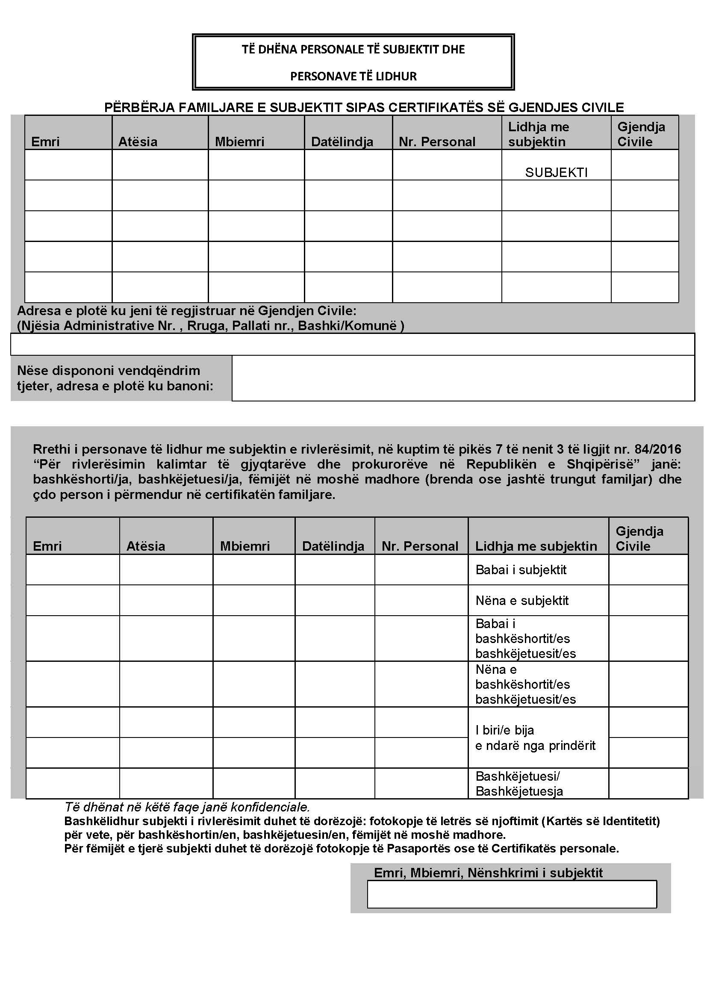 TË DHËNA PERSONALE TË SUBJEKTIT DHE
PERSONAVE TË LIDHUR
PËRBËRJA FAMILJARE E SUBJEKTIT SIPAS CERTIFIKATËS SË GJENDJES CIVILE
Emri Atësia Mbiemri Datëlindja Nr. Personal Lidhja me subjektin Gjendja Civile
SUBJEKTI
Adresa e plotë ku jeni të regjistruar në Gjendjen Civile:
(Njësia Administrative Nr. , Rruga, Pallati nr., Bashki/Komunë )
Nëse dispononi vendqëndrim
tjeter, adresa e plotë ku banoni:
Rrethi i personave të lidhur me subjektin e rivlerësimit, në kuptim të pikës 7 të nenit 3 të ligjit nr. 84/2016
“Për rivlerësimin kalimtar të gjyqtarëve dhe prokurorëve në Republikën e Shqipërisë” janë:
bashkëshorti/ja, bashkëjetuesi/ja, fëmijët në moshë madhore (brenda ose jashtë trungut familjar) dhe
çdo person i përmendur në certifikatën familjare.
Emri Atësia Mbiemri Datëlindja Nr. Personal Lidhja me subjektin Gjendja Civile
Babai i subjektit
Nëna e subjektit
Babai i
bashkëshortit/es
bashkëjetuesit/es
Nëna e
bashkëshortit/es
bashkëjetuesit/es
I biri/e bija
e ndarë nga prindërit
Bashkëjetuesi/
Bashkëjetuesja
Të dhënat në këtë faqe janë konfidenciale.
Bashkëlidhur subjekti i rivlerësimit duhet të dorëzojë: fotokopje të letrës së njoftimit (Kartës së Identitetit)
për vete, për bashkëshortin/en, bashkëjetuesin/en, fëmijët në moshë madhore.
Për fëmijët e tjerë subjekti duhet të dorëzojë fotokopje të Pasaportës ose të Certifikatës personale.
Emri, Mbiemri, Nënshkrimi i subjektit